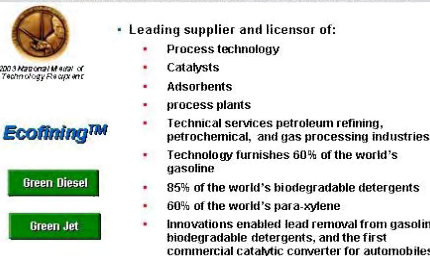 2003 National Medal of
Technology Recipient
Ecofining™
Green Diesel
Green Jet
• Leading supplier and licensor of:
• Process technology
• Catalysts
• Adsorbents
• process plants
• Technical services petroleum refining,
petrochemical, and gas processing industries
• Technology furnishes 60% of the world's
gasoline
• 85% of the world's biodegradable detergents
• 60% of the world's para-xylene
• Innovations enabled lead removal from gasolin
biodegradable detergents, and the first
commercial catalytic converter for automobiles